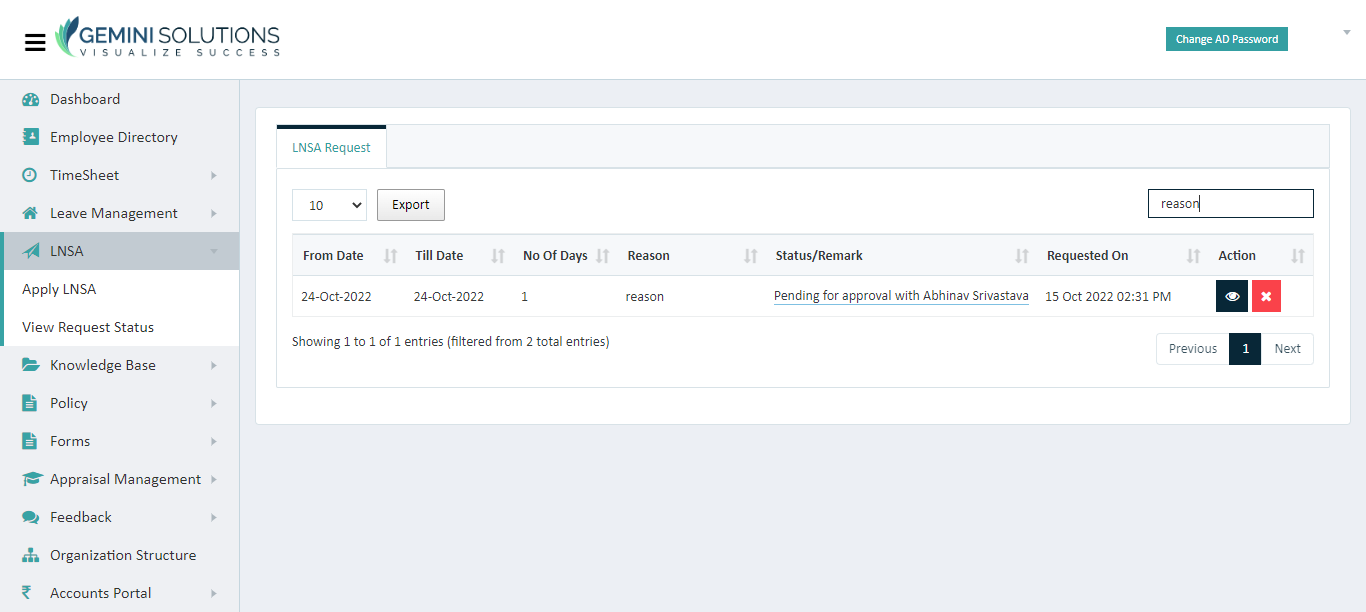 GEMINI SOLUTIONS
VISUALIZE SUCCESS
Change AD Password
Dashboard
Employee Directory
TimeSheet
Leave Management
LNSA
Apply LNSA
View Request Status
Knowledge Base
Policy
Forms
Appraisal Management
Feedback
Organization Structure
Accounts Portal
LNSA Request
10 Export reason
From Date Till Date No Of Days Reason Status/Remark Requested On Action
24-Oct-2022 24-Oct-2022 1 reason Pending for approval with Abhinav Srivastava 15 Oct 2022 02:31 PM
Showing 1 to 1 of 1 entries (filtered from 2 total entries)
Previous 1 Next